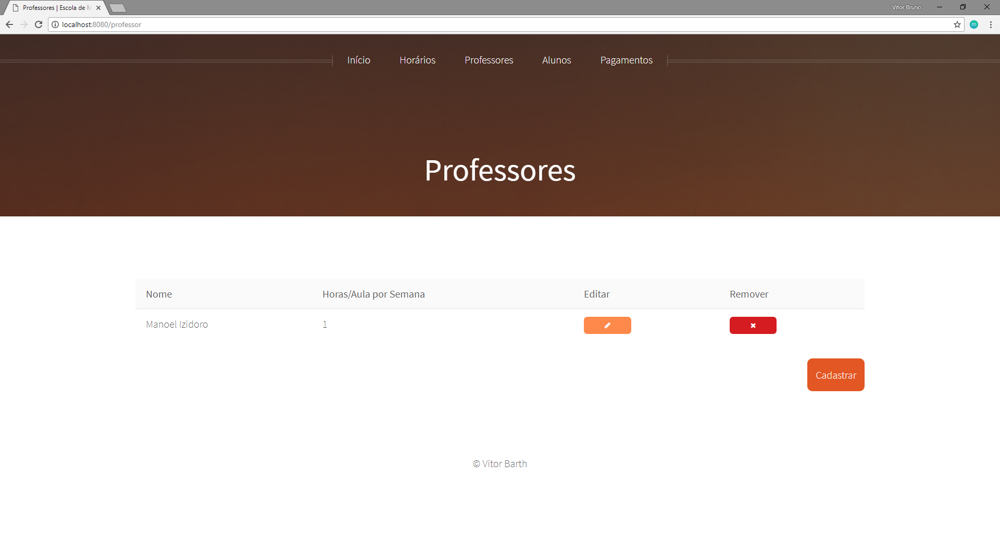 Professores | Escola de M
Vitor Bruno
localhost:8080/professor
m
Início Horários Professores Alunos Pagamentos
Professores
Nome Horas/Aula por Semana Editar Remover
Manoel Izidoro 1
Cadastrar
© Vitor Barth